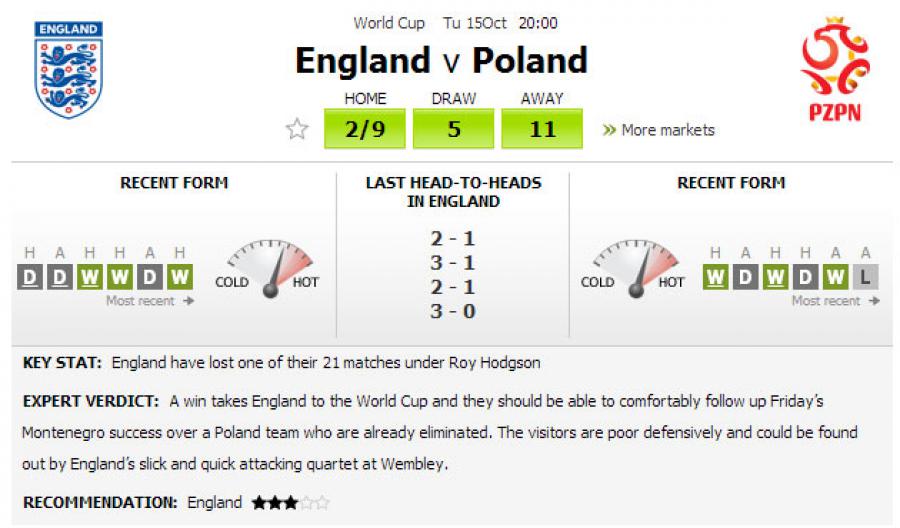 ENGLAND
World Cup Tu 15Oct 20:00
England v Poland
PZPN
HOME DRAW AWAY
2/9 5 11 » More markets
RECENT FORM
H A H H A H
D D W W D W
Most recent →
COLD HOT
LAST HEAD-TO-HEADS
IN ENGLAND
2 - 1
3 - 1
2 - 1
3 - 0
RECENT FORM
COLD HOT
H A H H A A
W D W D W L
Most recent →
KEY STAT: England have lost one of their 21 matches under Roy Hodgson
EXPERT VERDICT: A win takes England to the World Cup and they should be able to comfortably follow up Friday's
Montenegro success over a Poland team who are already eliminated. The visitors are poor defensively and could be found
out by England's slick and quick attacking quartet at Wembley.
RECOMMENDATION: England ★★★☆☆